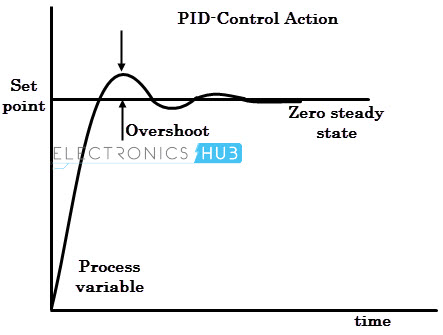 PID-Control Action
Set
point
Overshoot
Zero steady
state
ELECTRONICS HUB
Process
variable
time